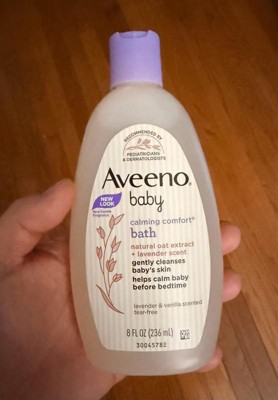 RECOMMENDED BY
PEDIATRICIANS
& DERMATOLOGISTS
Aveeno®
baby
NEW
LOOK
calming comfort®
bath
natural oat extract
+ lavender scent
gently cleanses
baby's skin
helps calm baby
before bedtime
lavender & vanilla scented
tear-free
8 FL OZ (236 mL)
30045782